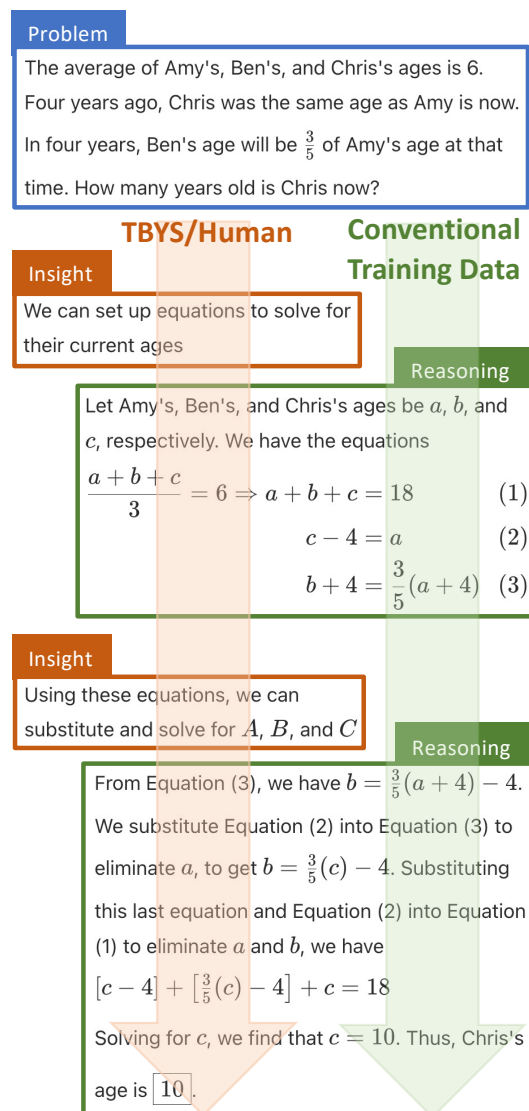 Problem
The average of Amy's, Ben's, and Chris's ages is 6.
Four years ago, Chris was the same age as Amy is now.
In four years, Ben's age will be 3/5 of Amy's age at that
time. How many years old is Chris now?
TBYS/Human
Conventional
Training Data
Insight
We can set up equations to solve for
their current ages
Reasoning
Let Amy's, Ben's, and Chris's ages be a, b, and
c, respectively. We have the equations
(a + b + c)/3 = 6 ⇒ a + b + c = 18 (1)
c − 4 = a (2)
b + 4 = 3/5(a + 4) (3)
Insight
Using these equations, we can
substitute and solve for A, B, and C
Reasoning
From Equation (3), we have b = 3/5(a + 4) − 4.
We substitute Equation (2) into Equation (3) to
eliminate a, to get b = 3/5(c) − 4. Substituting
this last equation and Equation (2) into Equation
(1) to eliminate a and b, we have
[c − 4] + [3/5(c) − 4] + c = 18
Solving for c, we find that c = 10. Thus, Chris's
age is 10.